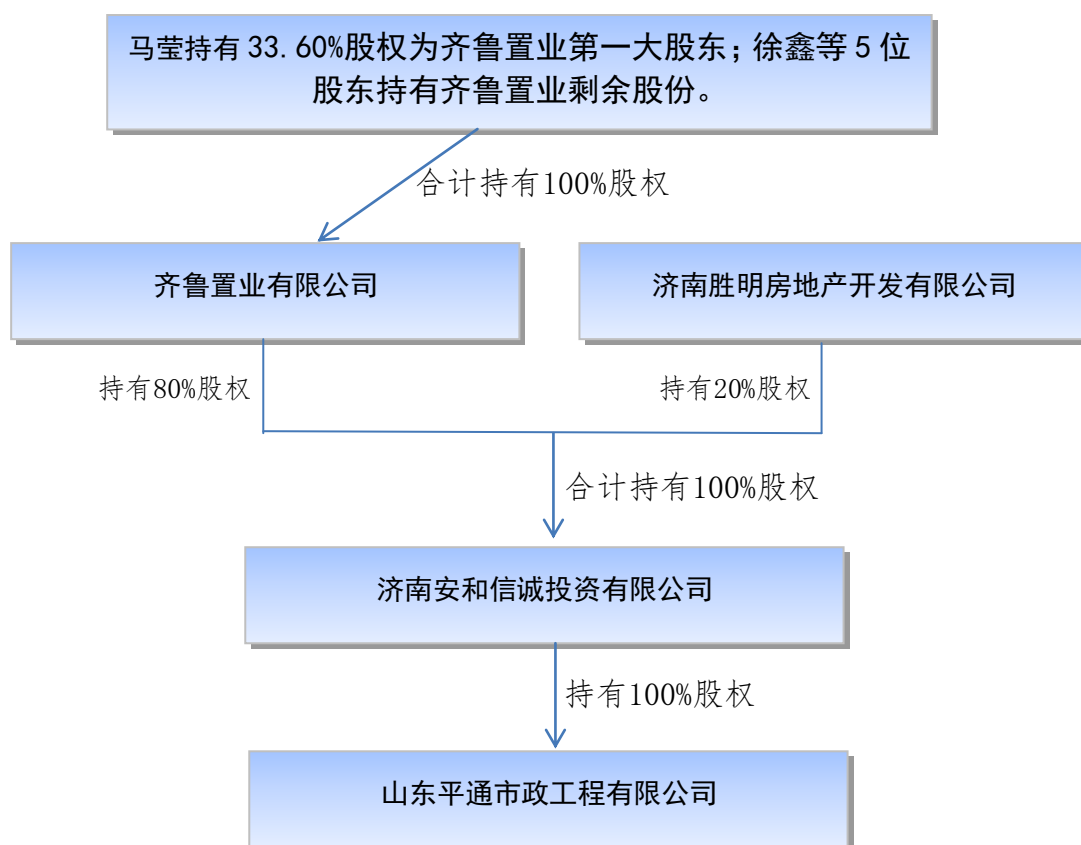 马莹持有 33.60%股权为齐鲁置业第一大股东；徐鑫等 5 位
股东持有齐鲁置业剩余股份。
合计持有100%股权
齐鲁置业有限公司
济南胜明房地产开发有限公司
持有80%股权
持有20%股权
合计持有100%股权
济南安和信诚投资有限公司
持有100%股权
山东平通市政工程有限公司